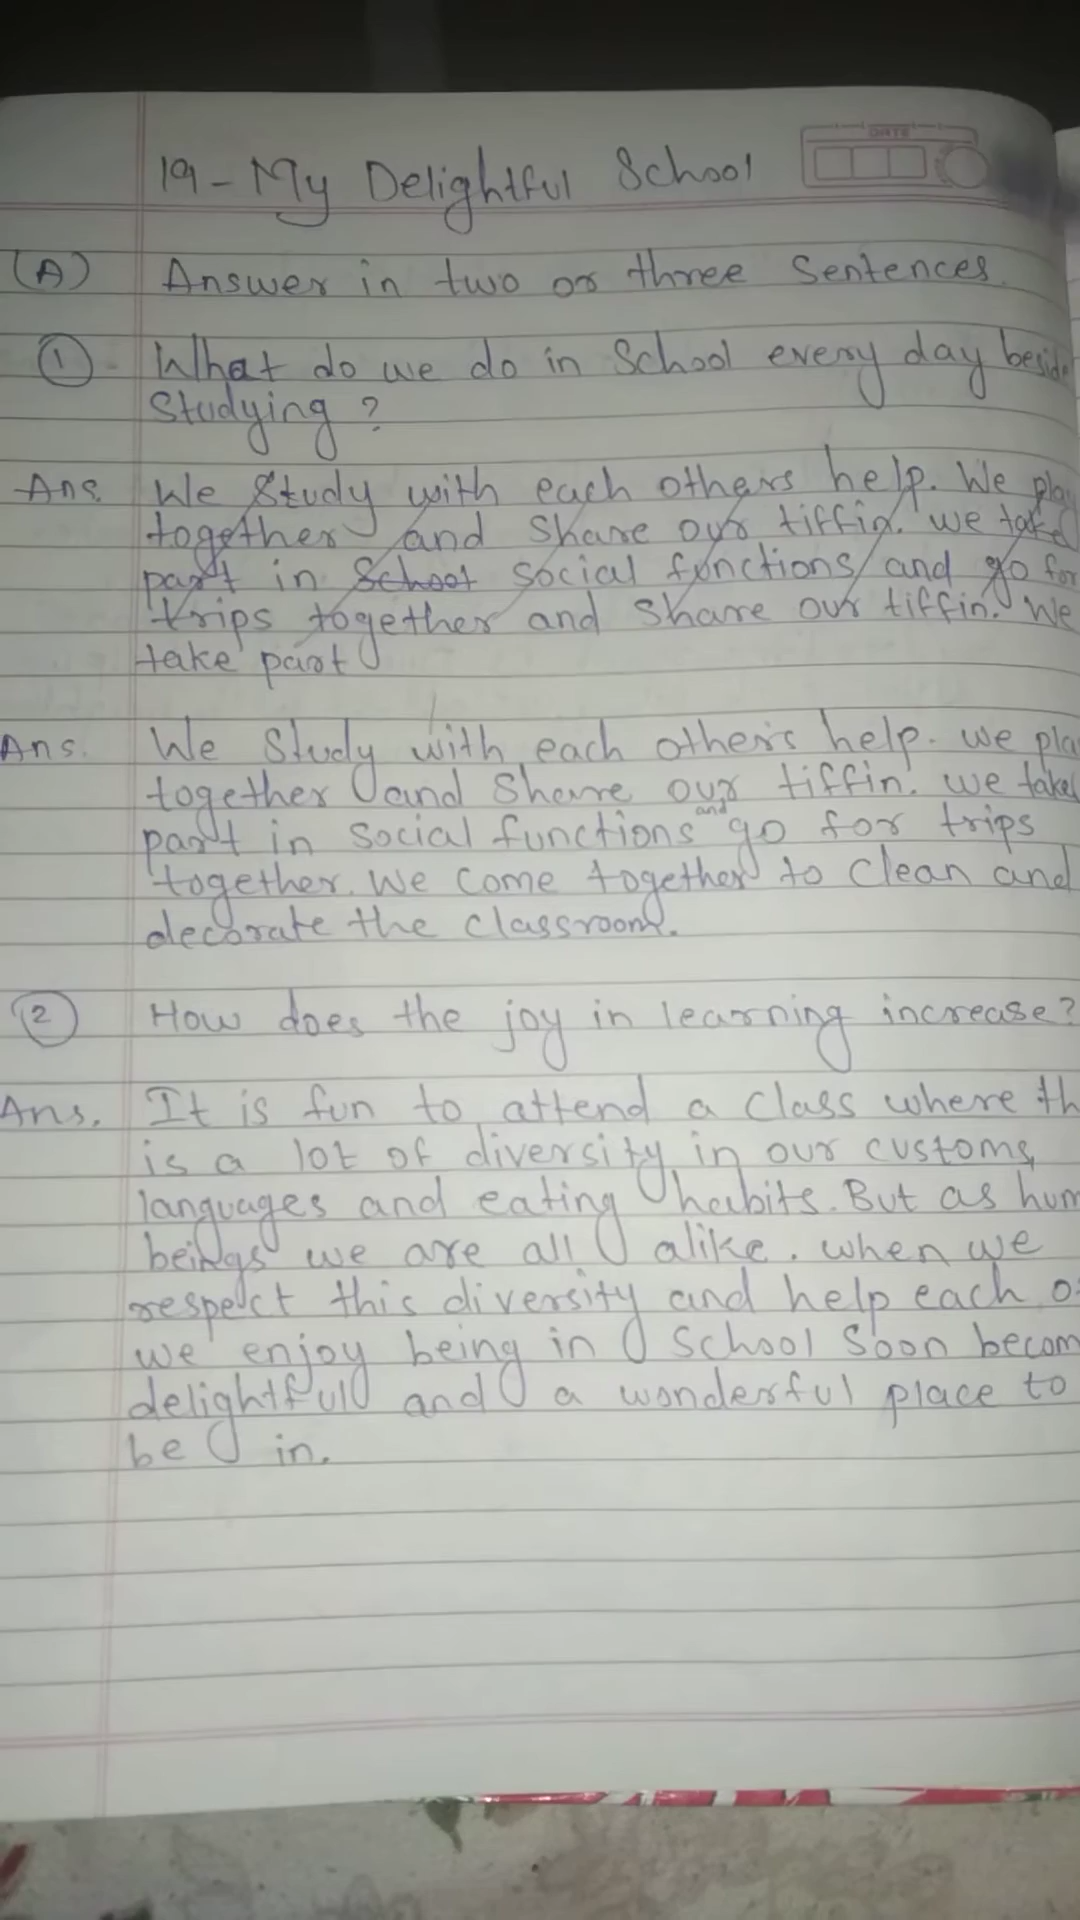 DATE
19 - My Delightful School
(A) Answer in two or three Sentences.
1 What do we do in School every day
Studying ?
Ans. We Study with each others help. We
together and Share our tiffin. we take
part in School social functions and go for
trips together and Share our tiffin. We
take part
Ans. We Study with each other's help. we
together and Share our tiffin. we take
part in social functions and go for trips
together. We come together to clean and
decorate the classroom.
2 How does the joy in learning increase?
Ans. It is fun to attend a class where
is a lot of diversity in our customs,
languages and eating habits. But as
beings we are all alike. when we
respect this diversity and help each
we enjoy being in School Soon
delightful and a wonderful place to
be in.